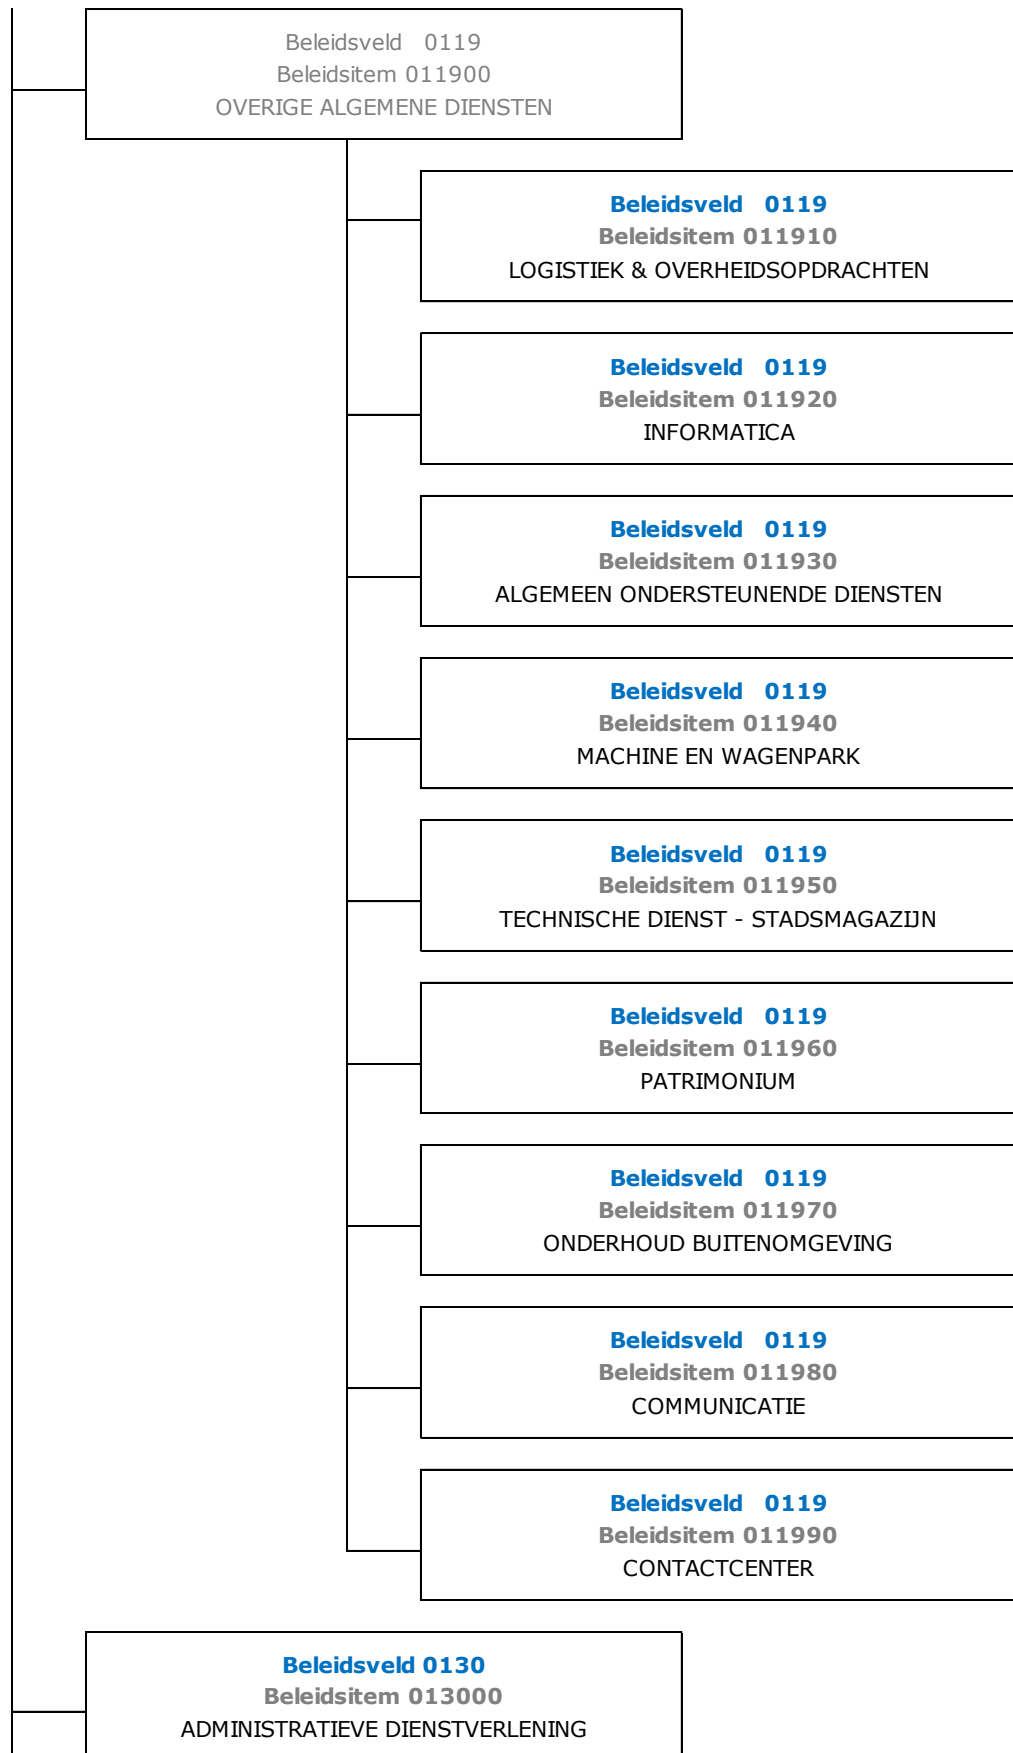 Beleidsveld 0119
Beleidsitem 011900
OVERIGE ALGEMENE DIENSTEN
Beleidsveld 0119
Beleidsitem 011910
LOGISTIEK & OVERHEIDSOPDRACHTEN
Beleidsveld 0119
Beleidsitem 011920
INFORMATICA
Beleidsveld 0119
Beleidsitem 011930
ALGEMEEN ONDERSTEUNENDE DIENSTEN
Beleidsveld 0119
Beleidsitem 011940
MACHINE EN WAGENPARK
Beleidsveld 0119
Beleidsitem 011950
TECHNISCHE DIENST - STADSMAGAZIJN
Beleidsveld 0119
Beleidsitem 011960
PATRIMONIUM
Beleidsveld 0119
Beleidsitem 011970
ONDERHOUD BUITENOMGEVING
Beleidsveld 0119
Beleidsitem 011980
COMMUNICATIE
Beleidsveld 0119
Beleidsitem 011990
CONTACTCENTER
Beleidsveld 0130
Beleidsitem 013000
ADMINISTRATIEVE DIENSTVERLENING